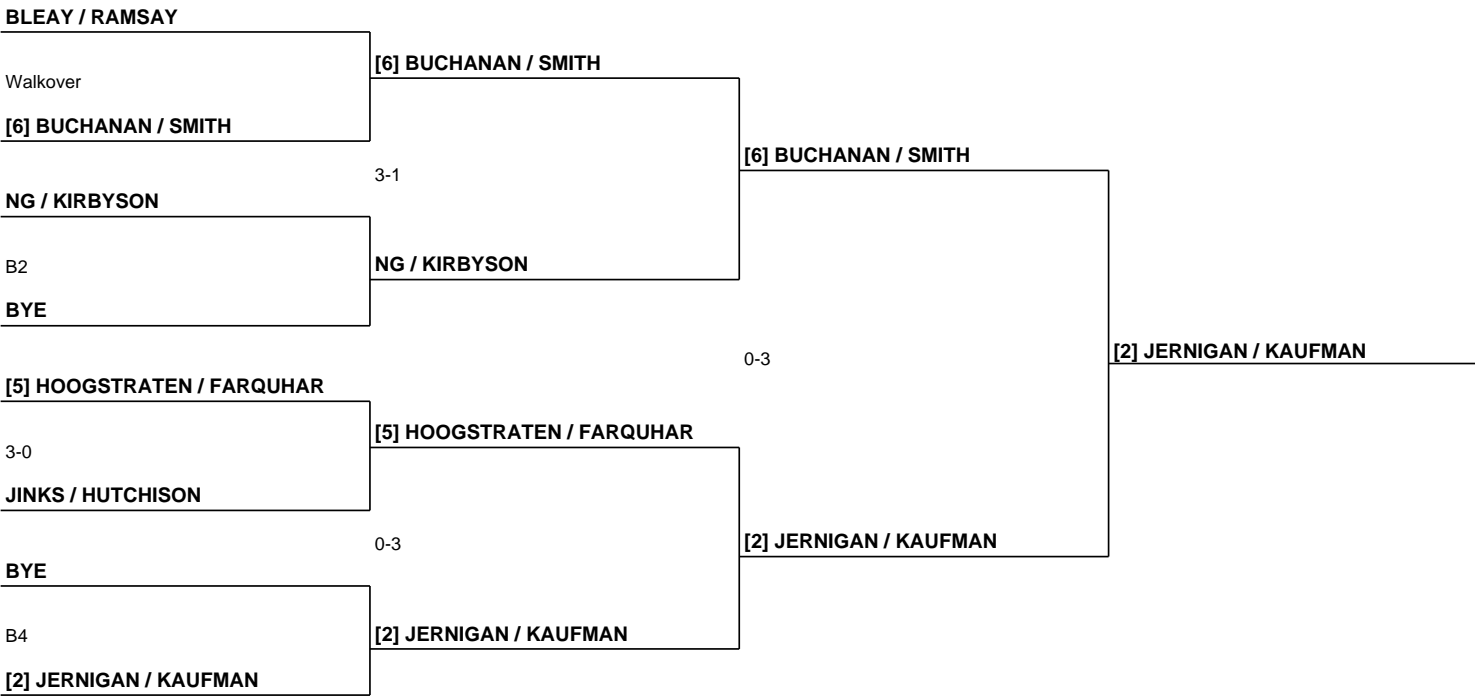 BLEAY / RAMSAY
[6] BUCHANAN / SMITH
Walkover
[6] BUCHANAN / SMITH
[6] BUCHANAN / SMITH
3-1
NG / KIRBYSON
B2
NG / KIRBYSON
BYE
[2] JERNIGAN / KAUFMAN
0-3
[5] HOOGSTRATEN / FARQUHAR
[5] HOOGSTRATEN / FARQUHAR
3-0
JINKS / HUTCHISON
0-3
[2] JERNIGAN / KAUFMAN
BYE
B4
[2] JERNIGAN / KAUFMAN
[2] JERNIGAN / KAUFMAN